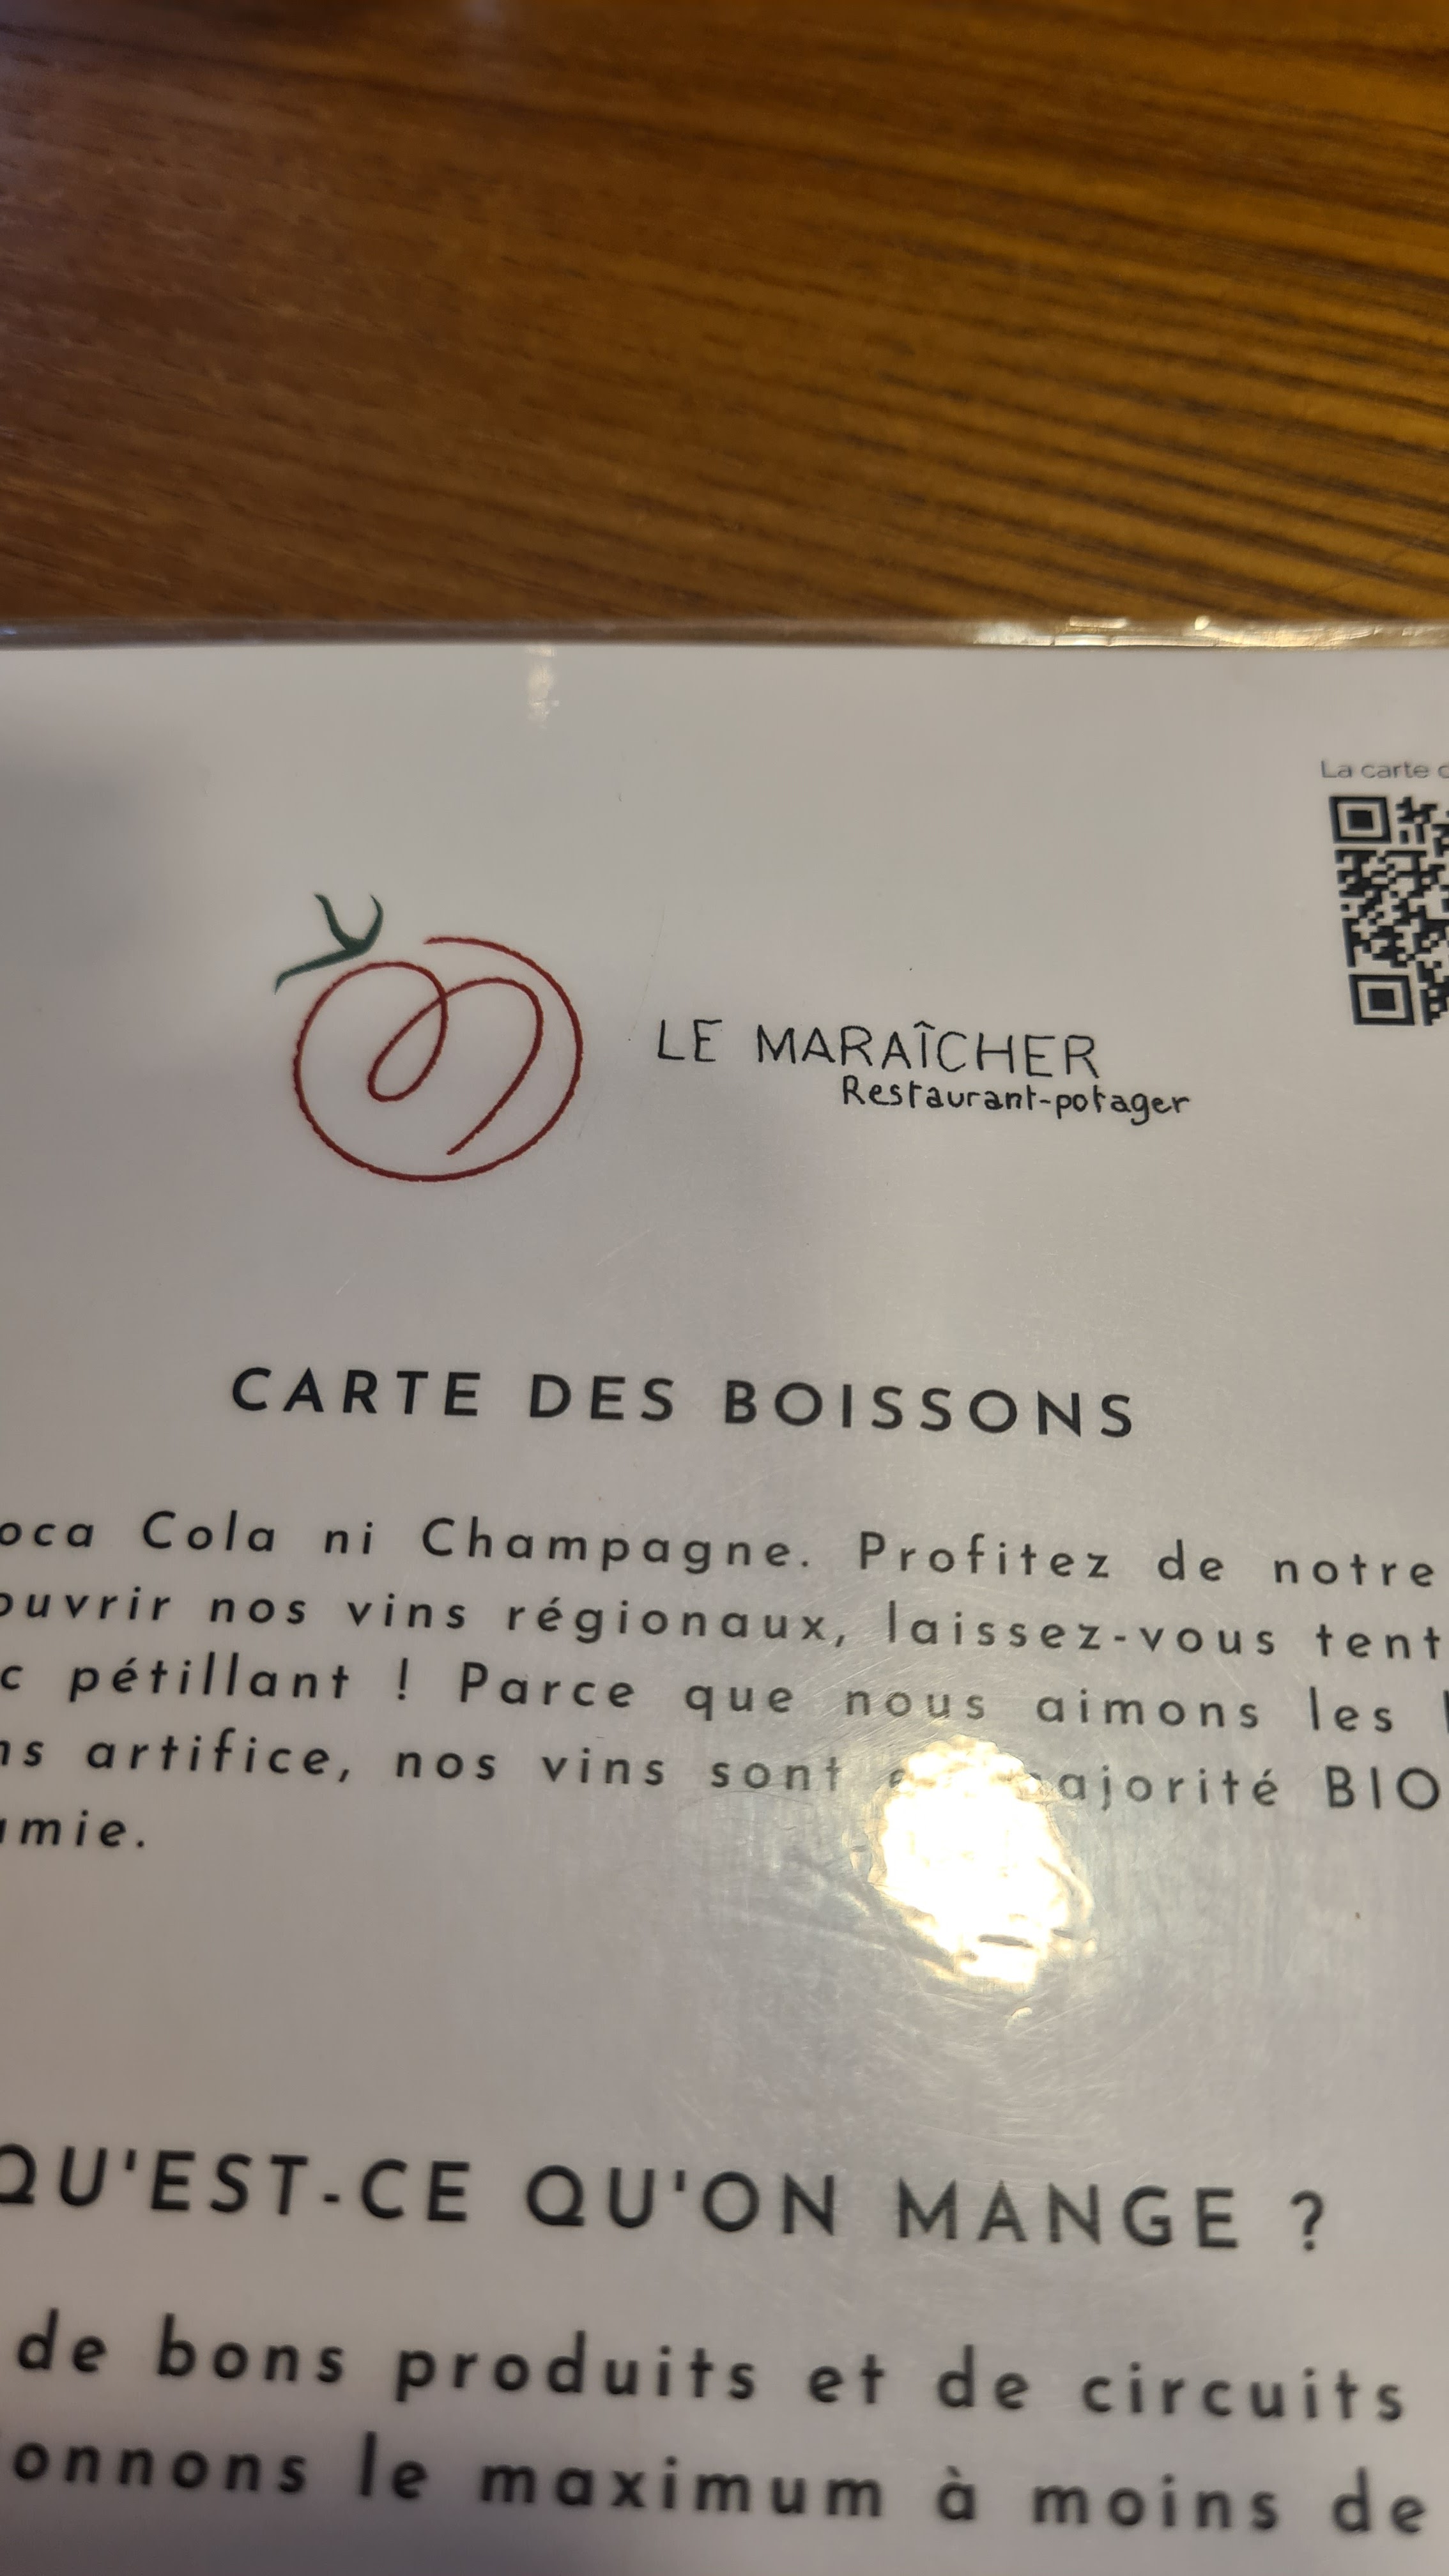 La carte
LE MARAÎCHER
Restaurant-potager
CARTE DES BOISSONS
oca Cola ni Champagne. Profitez de notre
ouvrir nos vins régionaux, laissez-vous tent
c pétillant ! Parce que nous aimons les
ns artifice, nos vins sont majorité BIO
amie.
QU'EST-CE QU'ON MANGE ?
de bons produits et de circuits
onnons le maximum à moins de